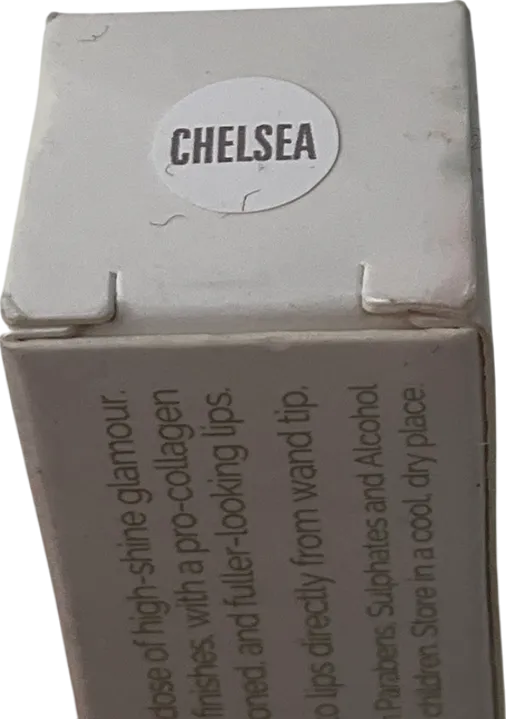 CHELSEA
dose of high-shine glamour.
finishes, with a pro-collagen
and fuller-looking lips.
lips directly from wand tip.
Parabens, Sulphates and Alcohol
children. Store in a cool, dry place.